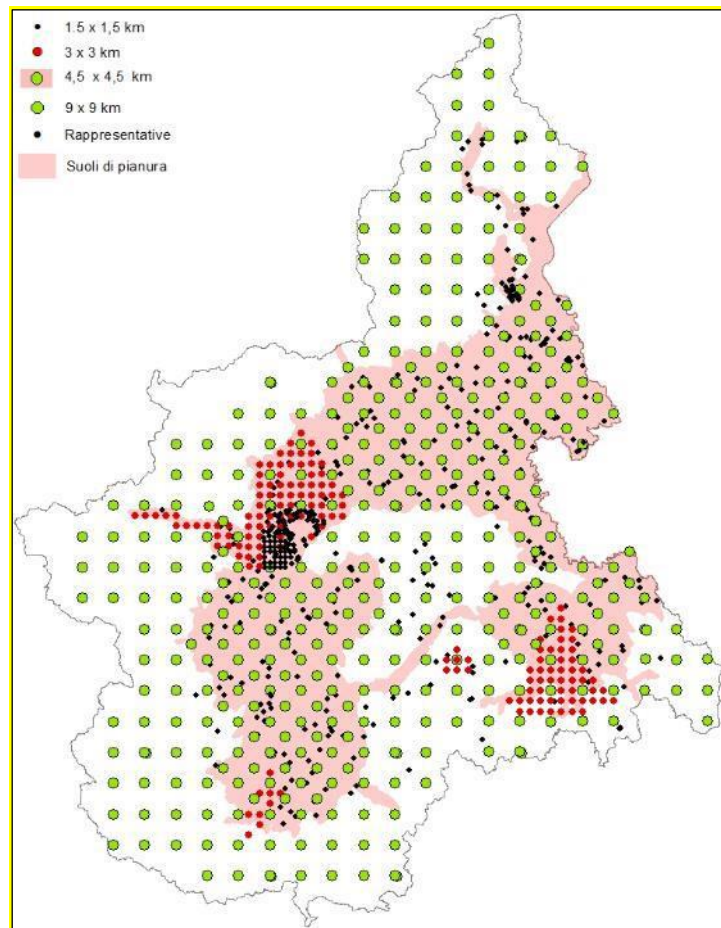 1.5 x 1,5 km
3 x 3 km
4,5 x 4,5 km
9 x 9 km
Rappresentative
Suoli di pianura